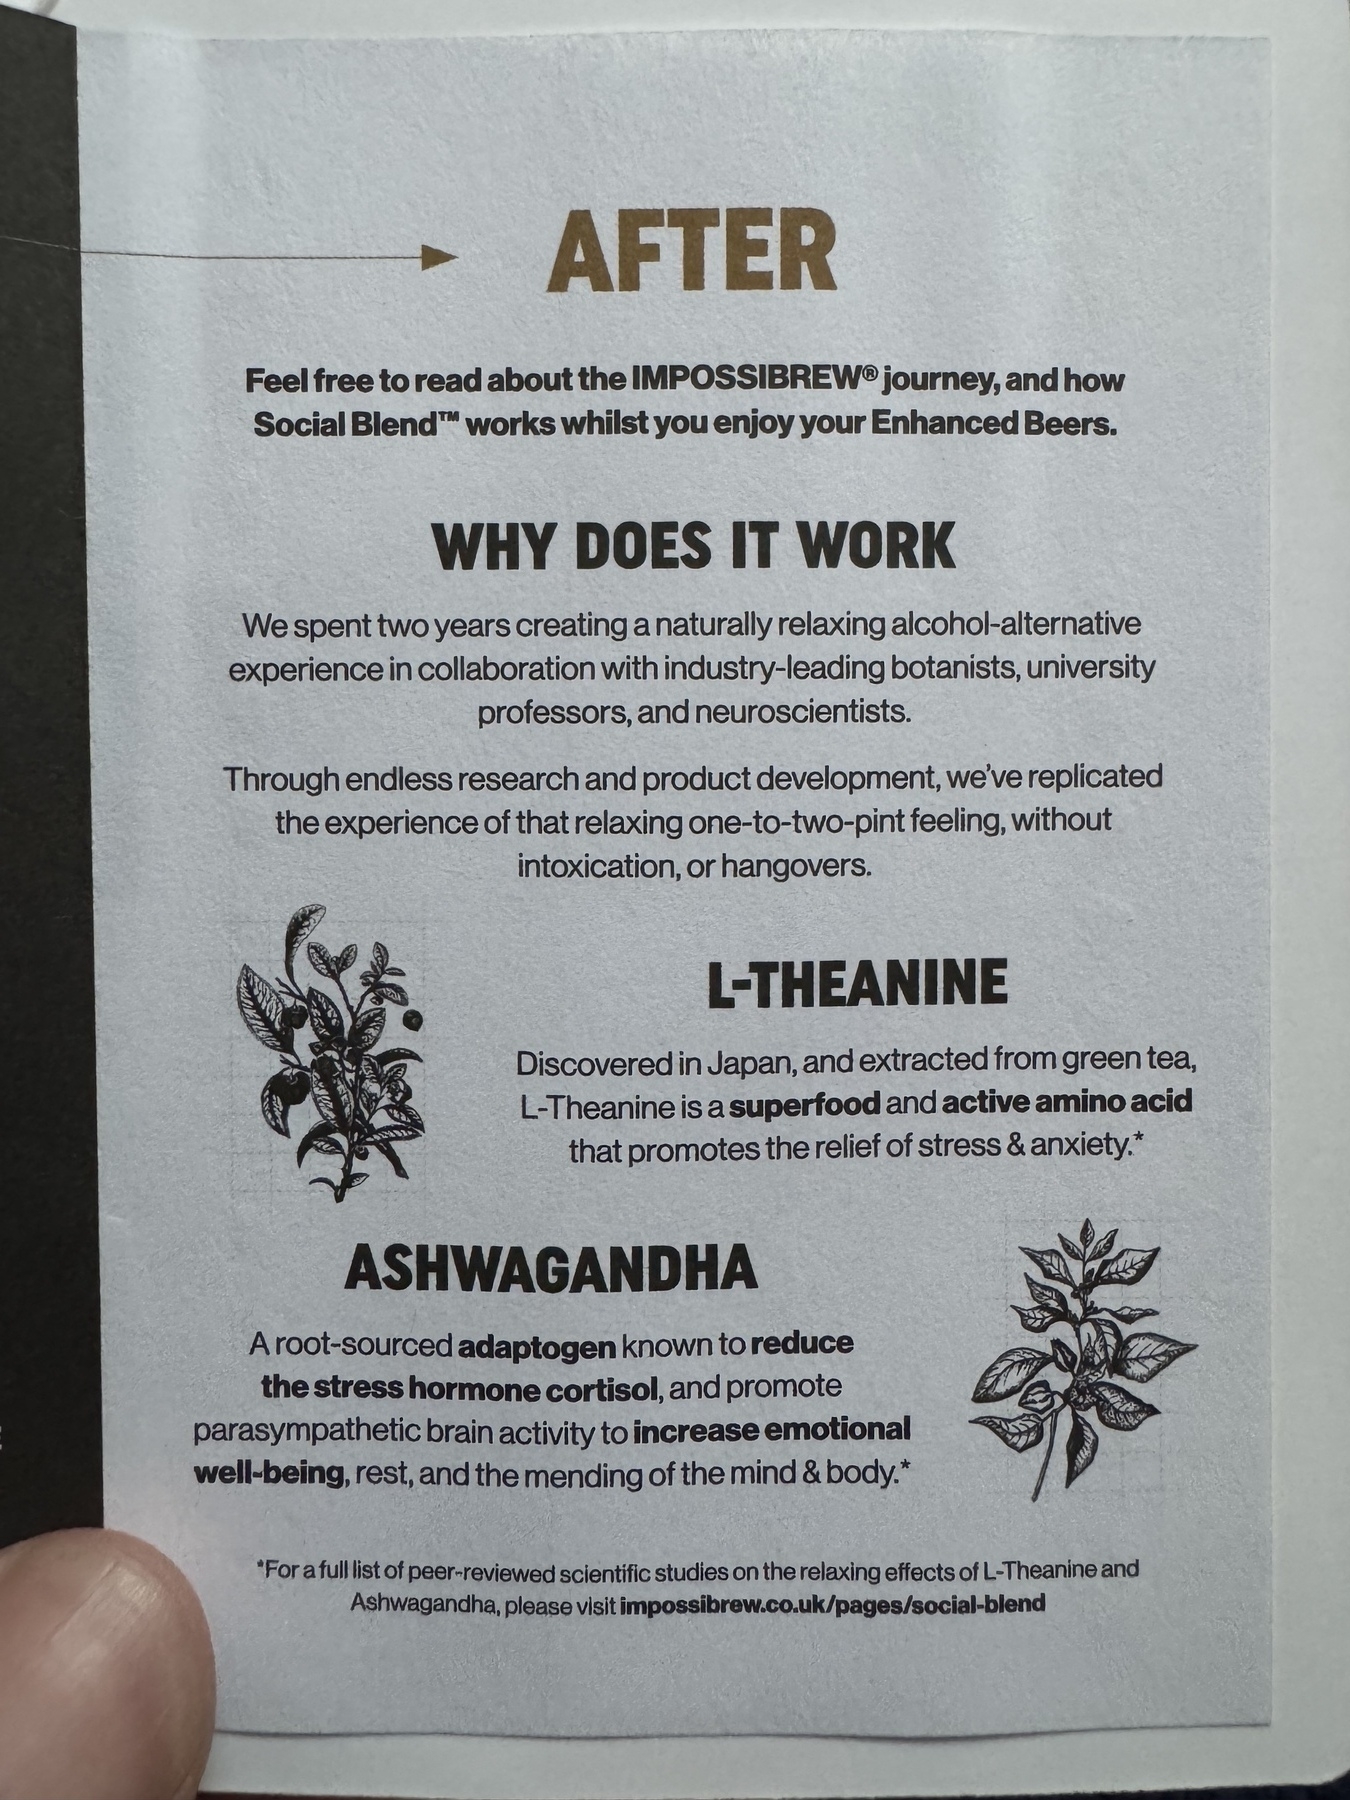 AFTER
Feel free to read about the IMPOSSIBREW® journey, and how
Social Blend™ works whilst you enjoy your Enhanced Beers.
WHY DOES IT WORK
We spent two years creating a naturally relaxing alcohol-alternative
experience in collaboration with industry-leading botanists, university
professors, and neuroscientists.
Through endless research and product development, we've replicated
the experience of that relaxing one-to-two-pint feeling, without
intoxication, or hangovers.
L-THEANINE
Discovered in Japan, and extracted from green tea,
L-Theanine is a superfood and active amino acid
that promotes the relief of stress & anxiety.*
ASHWAGANDHA
A root-sourced adaptogen known to reduce
the stress hormone cortisol, and promote
parasympathetic brain activity to increase emotional
well-being, rest, and the mending of the mind & body.*
*For a full list of peer-reviewed scientific studies on the relaxing effects of L-Theanine and
Ashwagandha, please visit impossibrew.co.uk/pages/social-blend